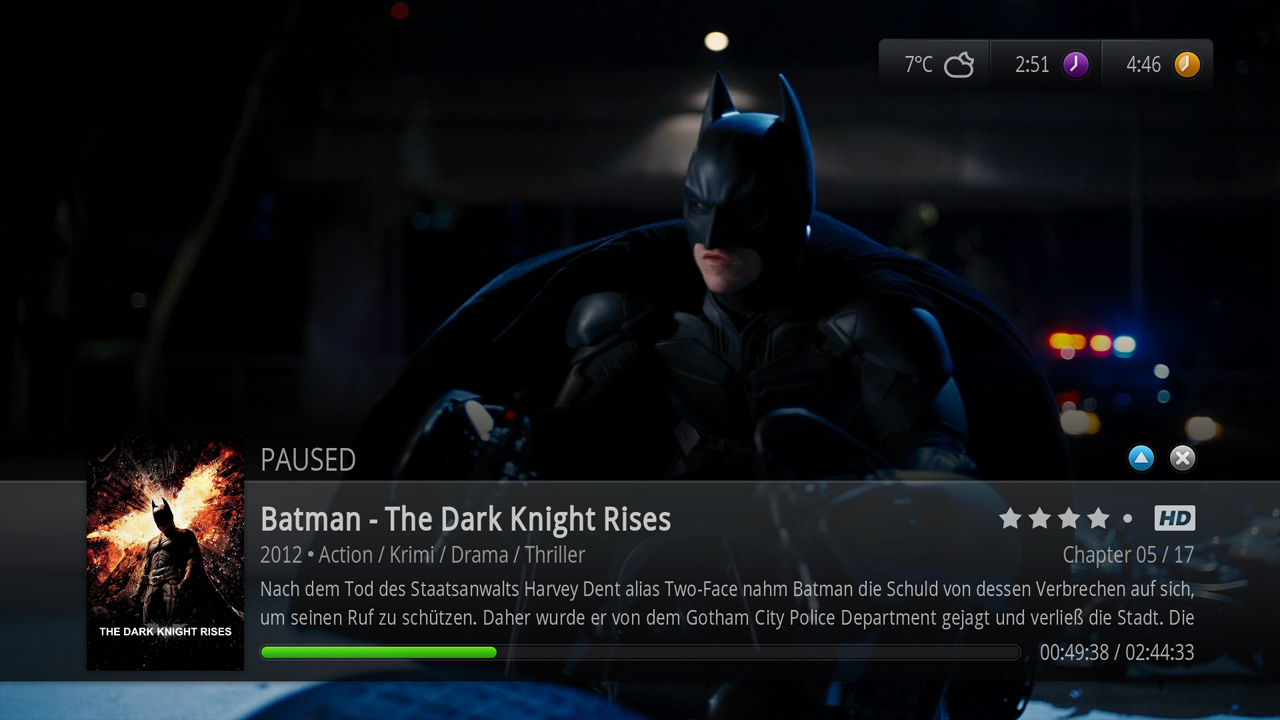 7°C 2:51 4:46
PAUSED
Batman - The Dark Knight Rises
HD
2012 • Action / Krimi / Drama / Thriller
Chapter 05 / 17
Nach dem Tod des Staatsanwalts Harvey Dent alias Two-Face nahm Batman die Schuld von dessen Verbrechen auf sich,
um seinen Ruf zu schützen. Daher wurde er von dem Gotham City Police Department gejagt und verließ die Stadt. Die
THE DARK KNIGHT RISES
00:49:38 / 02:44:33